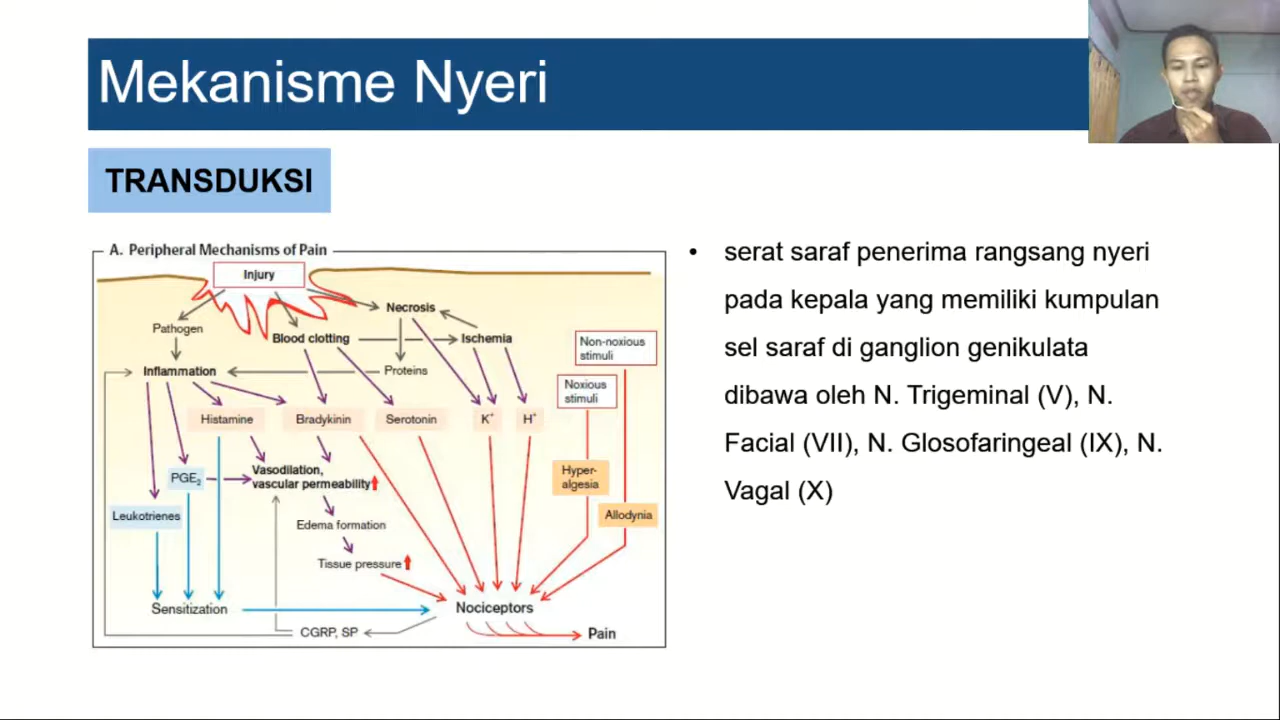 Mekanisme Nyeri
TRANSDUKSI
A. Peripheral Mechanisms of Pain
Injury
Necrosis
Pathogen
Blood clotting
Ischemia
Non-noxious
stimuli
Inflammation
Proteins
Noxious
stimuli
Histamine
Bradykinin
Serotonin
K+
H+
PGE2
Vasodilation,
vascular permeability
Hyper-
algesia
Leukotrienes
Edema formation
Allodynia
Tissue pressure
Sensitization
Nociceptors
CGRP, SP
Pain
• serat saraf penerima rangsang nyeri
pada kepala yang memiliki kumpulan
sel saraf di ganglion genikulata
dibawa oleh N. Trigeminal (V), N.
Facial (VII), N. Glosofaringeal (IX), N.
Vagal (X)